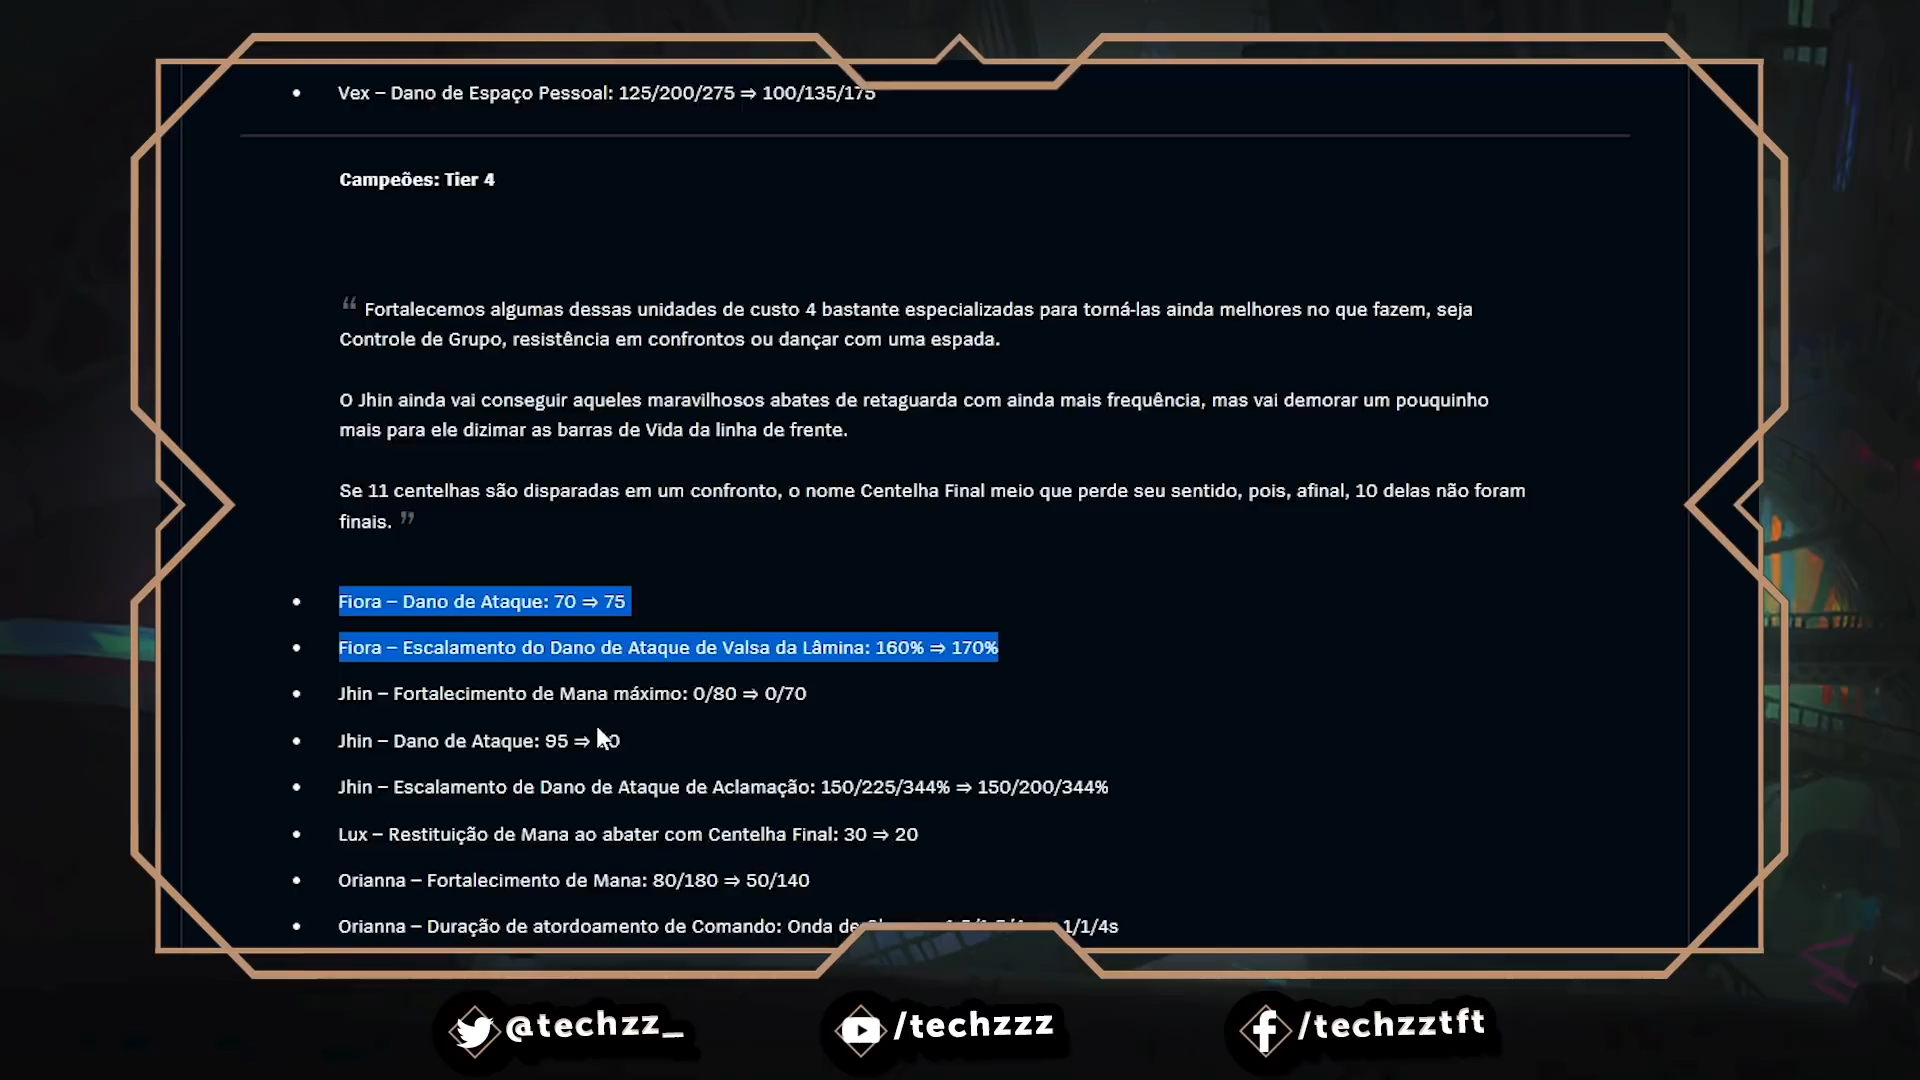 • Vex – Dano de Espaço Pessoal: 125/200/275 ⇒ 100/135/175
Campeões: Tier 4
“ Fortalecemos algumas dessas unidades de custo 4 bastante especializadas para torná-las ainda melhores no que fazem, seja
Controle de Grupo, resistência em confrontos ou dançar com uma espada.
O Jhin ainda vai conseguir aqueles maravilhosos abates de retaguarda com ainda mais frequência, mas vai demorar um pouquinho
mais para ele dizimar as barras de Vida da linha de frente.
Se 11 centelhas são disparadas em um confronto, o nome Centelha Final meio que perde seu sentido, pois, afinal, 10 delas não foram
finais. ”
• Fiora – Dano de Ataque: 70 ⇒ 75
• Fiora – Escalamento do Dano de Ataque de Valsa da Lâmina: 160% ⇒ 170%
• Jhin – Fortalecimento de Mana máximo: 0/80 ⇒ 0/70
• Jhin – Dano de Ataque: 95 ⇒
• Jhin – Escalamento de Dano de Ataque de Aclamação: 150/225/344% ⇒ 150/200/344%
• Lux – Restituição de Mana ao abater com Centelha Final: 30 ⇒ 20
• Orianna – Fortalecimento de Mana: 80/180 ⇒ 50/140
• Orianna – Duração de atordoamento de Comando: Onda de 1/1/4s
@techzz_
/techzzz
/techzztft